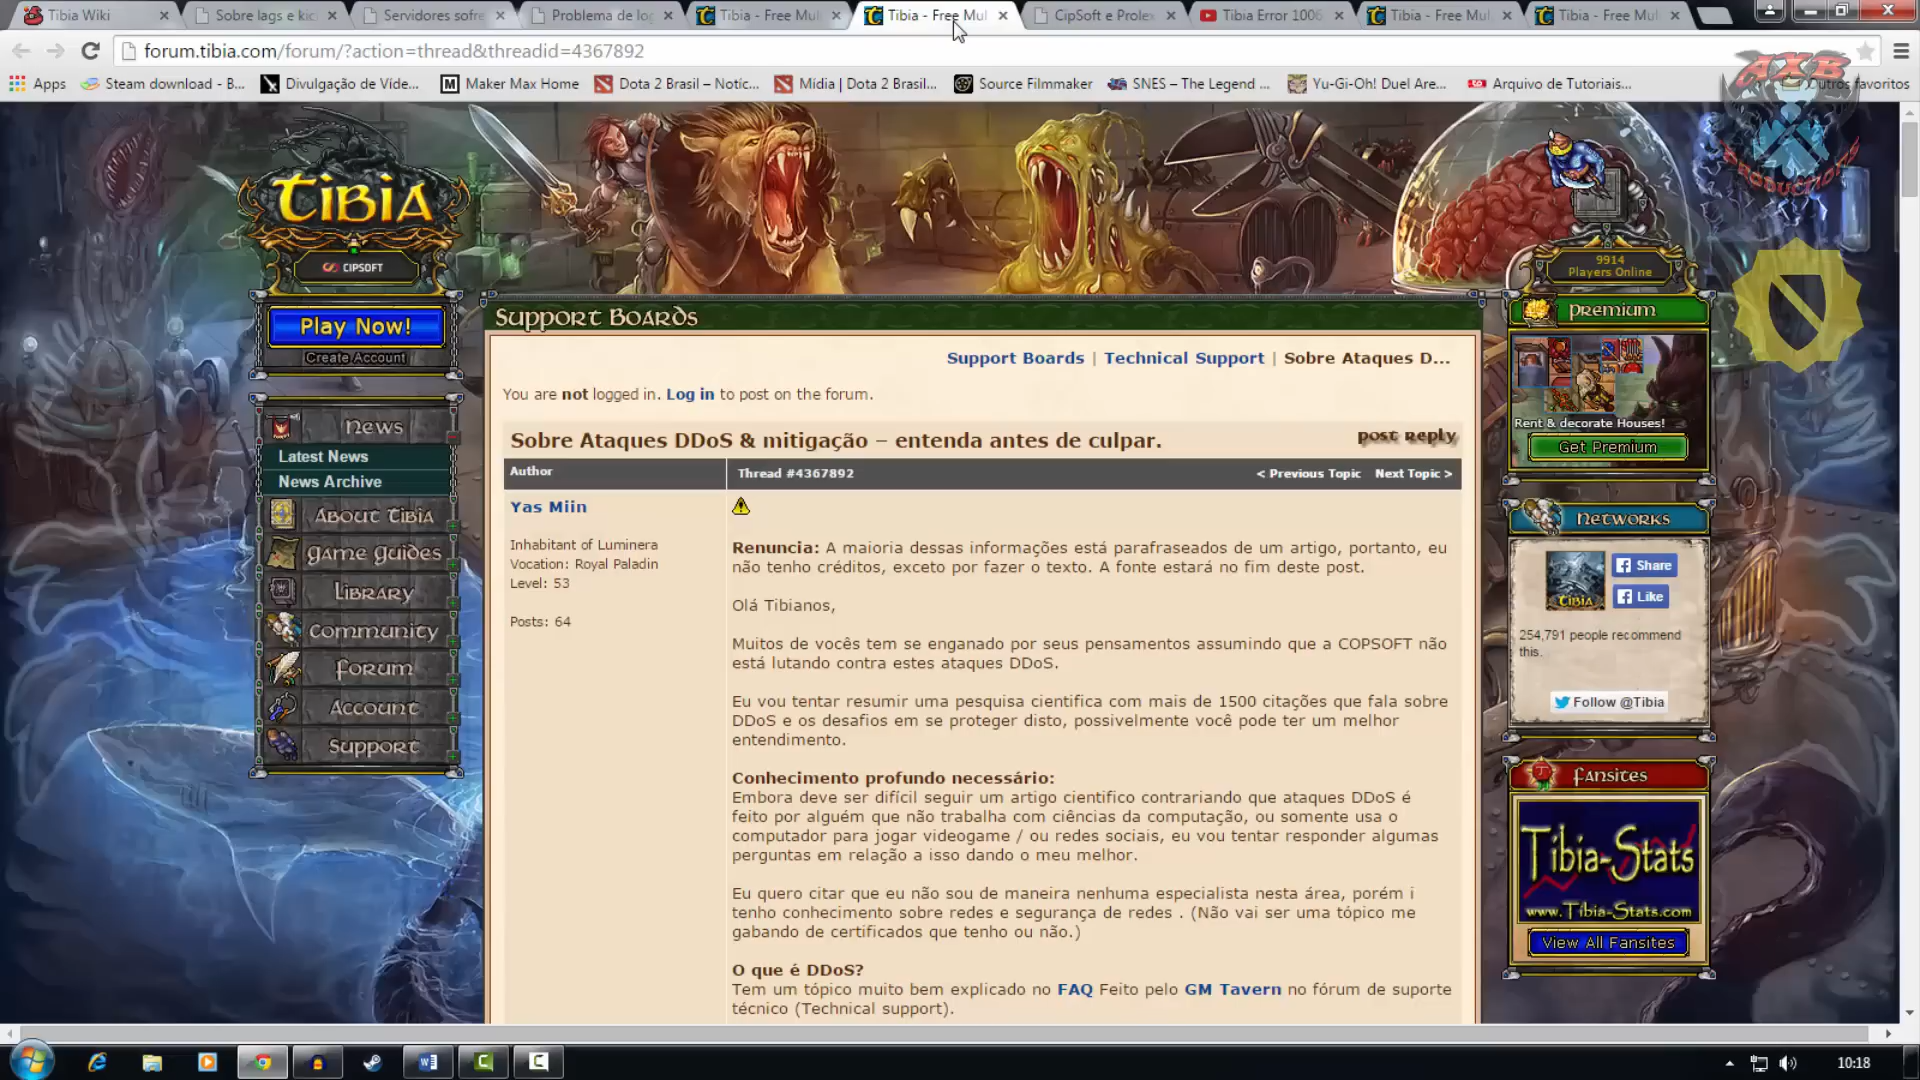 Tibia Wiki
Sobre lags e kic
Servidores sofre
Problema de log
Tibia - Free Mul
Tibia - Free Mul
CipSoft e Prolex
Tibia Error 1006
Tibia - Free Mul
Tibia - Free Mul
forum.tibia.com/forum/?action=thread&threadid=4367892
Apps
Steam download - B...
Divulgação de Víde...
Maker Max Home
Dota 2 Brasil – Notíc...
Mídia | Dota 2 Brasil...
Source Filmmaker
SNES – The Legend ...
Yu-Gi-Oh! Duel Are...
Arquivo de Tutoriais...
Outros favoritos
AXB
Production
TIBIA
CIPSOFT
9914
Players Online
Play Now!
Create Account
News
Latest News
News Archive
About Tibia
Game Guides
Library
Community
Forum
Account
Support
Support Boards
Support Boards | Technical Support | Sobre Ataques D...
You are not logged in. Log in to post on the forum.
Sobre Ataques DDoS & mitigação – entenda antes de culpar.
post reply
Author
Thread #4367892
< Previous Topic
Next Topic >
Yas Miin
Inhabitant of Luminera
Vocation: Royal Paladin
Level: 53
Posts: 64
Renuncia: A maioria dessas informações está parafraseados de um artigo, portanto, eu
não tenho créditos, exceto por fazer o texto. A fonte estará no fim deste post.
Olá Tibianos,
Muitos de vocês tem se enganado por seus pensamentos assumindo que a COPSOFT não
está lutando contra estes ataques DDoS.
Eu vou tentar resumir uma pesquisa cientifica com mais de 1500 citações que fala sobre
DDoS e os desafios em se proteger disto, possivelmente você pode ter um melhor
entendimento.
Conhecimento profundo necessário:
Embora deve ser difícil seguir um artigo cientifico contrariando que ataques DDoS é
feito por alguém que não trabalha com ciências da computação, ou somente usa o
computador para jogar videogame / ou redes sociais, eu vou tentar responder algumas
perguntas em relação a isso dando o meu melhor.
Eu quero citar que eu não sou de maneira nenhuma especialista nesta área, porém i
tenho conhecimento sobre redes e segurança de redes . (Não vai ser uma tópico me
gabando de certificados que tenho ou não.)
O que é DDoS?
Tem um tópico muito bem explicado no FAQ Feito pelo GM Tavern no fórum de suporte
técnico (Technical support).
Premium
Rent & decorate Houses!
Get Premium
Networks
TIBIA
Share
Like
254,791 people recommend
this.
Follow @Tibia
Fansites
Tibia-Stats
www.Tibia-Stats.com
View All Fansites
10:18